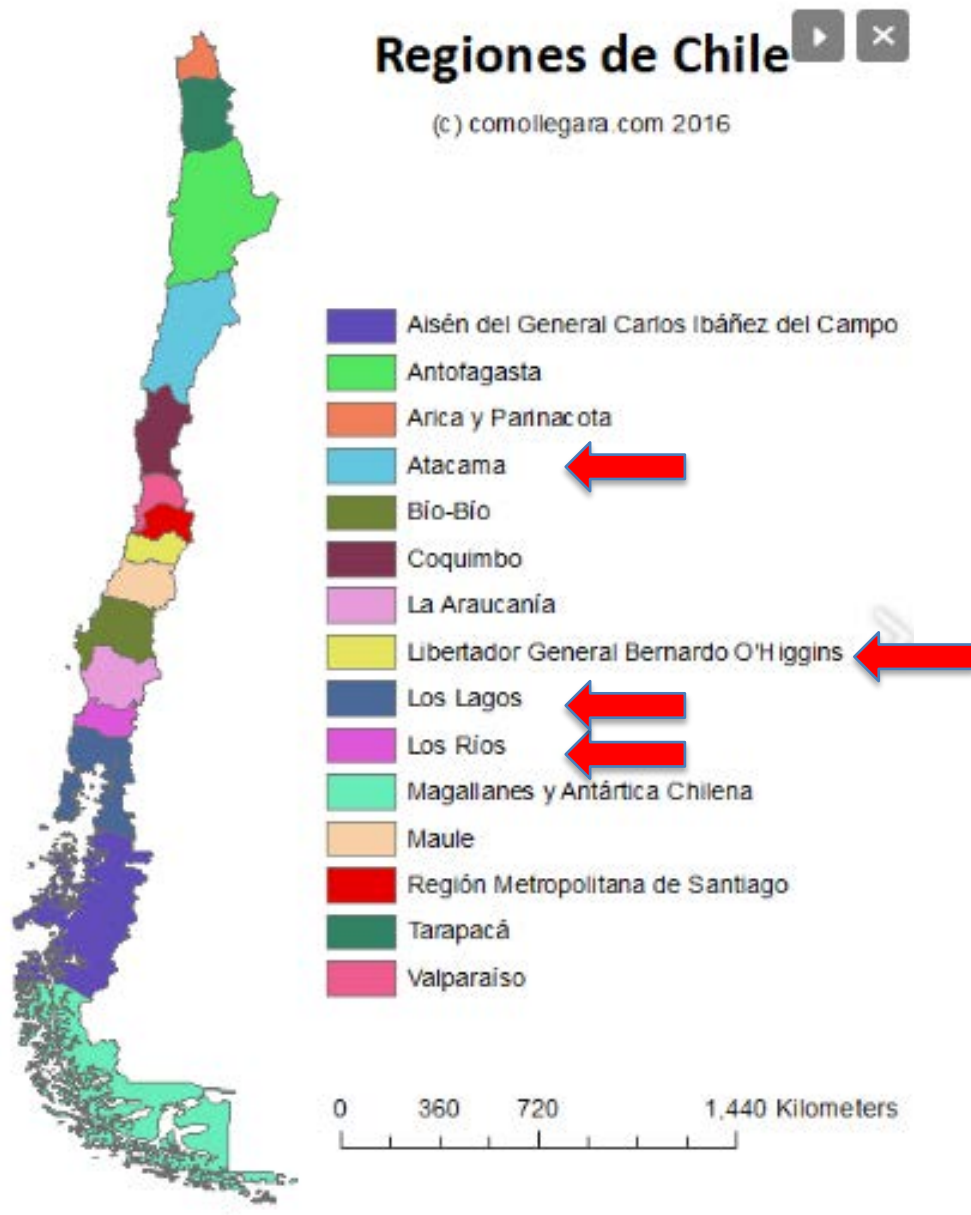 Regiones de Chile
(c) comollegara.com 2016
Aisén del General Carlos Ibáñez del Campo
Antofagasta
Arica y Parinacota
Atacama
Bío-Bío
Coquimbo
La Araucanía
Libertador General Bernardo O'Higgins
Los Lagos
Los Ríos
Magallanes y Antártica Chilena
Maule
Región Metropolitana de Santiago
Tarapacá
Valparaíso
0 360 720 1,440 Kilometers